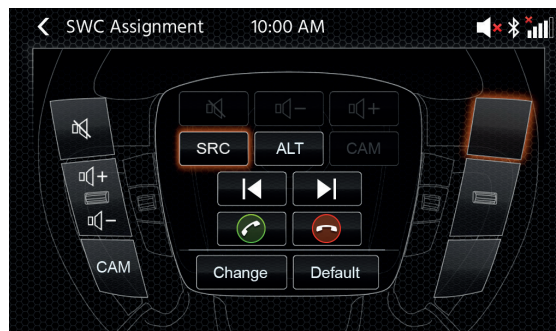 SWC Assignment 10:00 AM
+ - +
SRC ALT CAM
+
-
CAM
Change Default